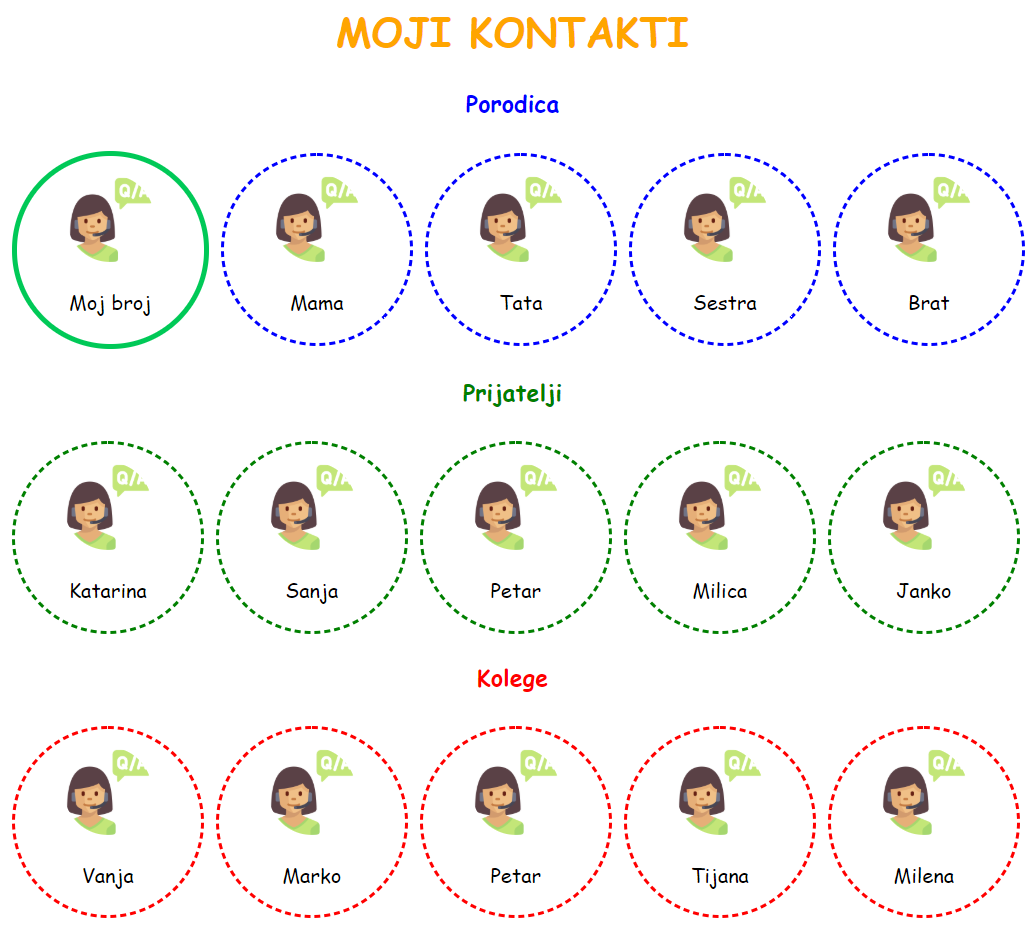 MOJI KONTAKTI
Porodica
Q/A Q/A Q/A Q/A Q/A
Moj broj Mama Tata Sestra Brat
Prijatelji
Q/A Q/A Q/A Q/A Q/A
Katarina Sanja Petar Milica Janko
Kolege
Q/A Q/A Q/A Q/A Q/A
Vanja Marko Petar Tijana Milena